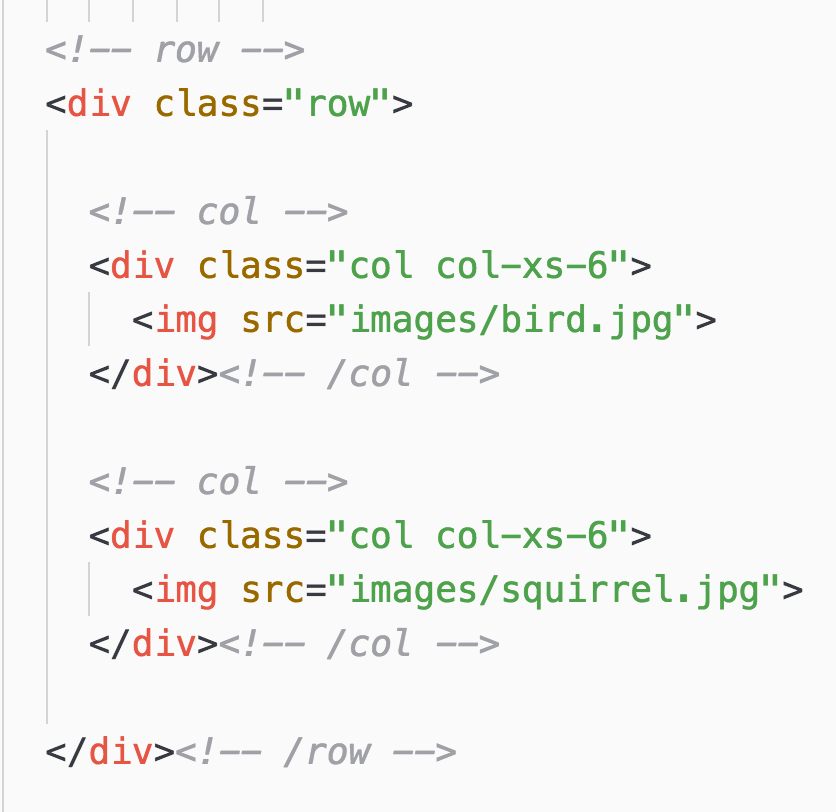 <!-- row -->
<div class="row">
<!-- col -->
<div class="col col-xs-6">
<img src="images/bird.jpg">
</div><!-- /col -->
<!-- col -->
<div class="col col-xs-6">
<img src="images/squirrel.jpg">
</div><!-- /col -->
</div><!-- /row -->